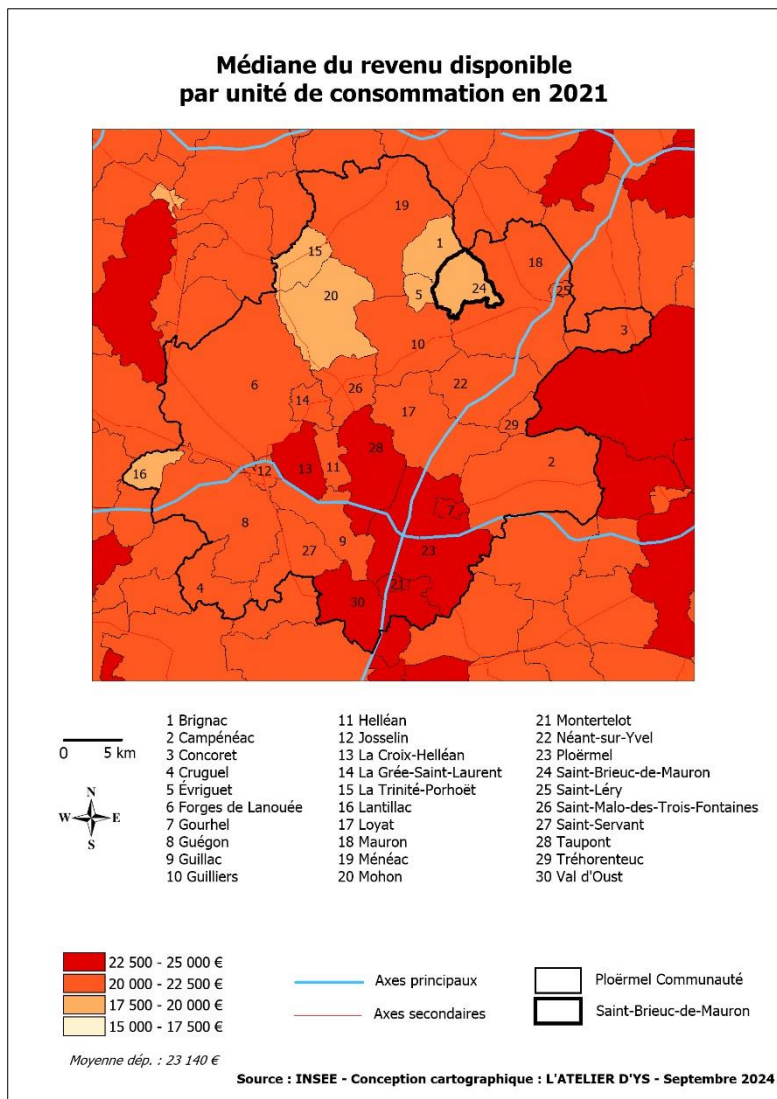 Médiane du revenu disponible
par unité de consommation en 2021
19
1
15
18
24
20
5
25
3
10
6
26
22
14
17
29
28
2
13
11
16
12
7
8
9
23
27
4
21
30
0 5 km
N
W E
S
1 Brignac
2 Campénéac
3 Concoret
4 Cruguel
5 Évriguet
6 Forges de Lanouée
7 Gourhel
8 Guégon
9 Guillac
10 Guilliers
11 Helléan
12 Josselin
13 La Croix-Helléan
14 La Grée-Saint-Laurent
15 La Trinité-Porhoët
16 Lantillac
17 Loyat
18 Mauron
19 Ménéac
20 Mohon
21 Montertelot
22 Néant-sur-Yvel
23 Ploërmel
24 Saint-Brieuc-de-Mauron
25 Saint-Léry
26 Saint-Malo-des-Trois-Fontaines
27 Saint-Servant
28 Taupont
29 Tréhorenteuc
30 Val d'Oust
22 500 - 25 000 €
20 000 - 22 500 €
17 500 - 20 000 €
15 000 - 17 500 €
Moyenne dép. : 23 140 €
Axes principaux
Axes secondaires
Ploërmel Communauté
Saint-Brieuc-de-Mauron
Source : INSEE - Conception cartographique : L'ATELIER D'YS - Septembre 2024